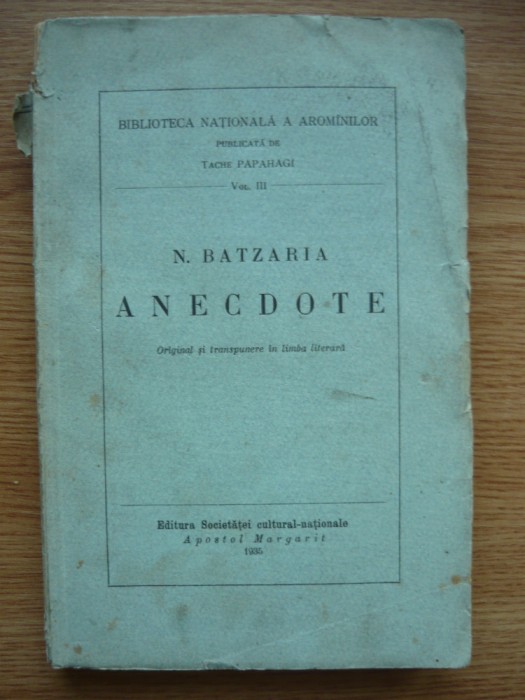 BIBLIOTECA NAȚIONALĂ A AROMÎNILOR
PUBLICATĂ DE
TACHE PAPAHAGI
VOL. III
N. BATZARIA
ANECDOTE
Original și transpunere în limba literară
Editura Societăței cultural-naționale
Apostol Margarit
1935